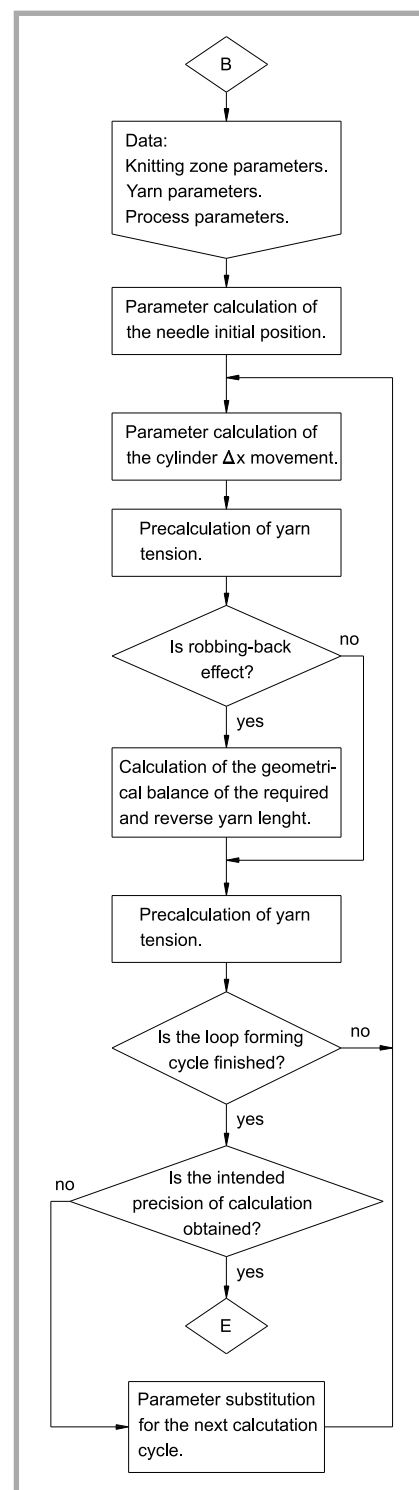 B
Data:
Knitting zone parameters.
Yarn parameters.
Process parameters.
Parameter calculation of
the needle initial position.
Parameter calculation of
the cylinder Δx movement.
Precalculation of yarn
tension.
Is robbing-back
effect?
no
yes
Calculation of the geometri-
cal balance of the required
and reverse yarn lenght.
Precalculation of yarn
tension.
Is the loop forming
cycle finished?
no
yes
Is the intended
precision of calculation
obtained?
no
yes
E
Parameter substitution
for the next calcutation
cycle.